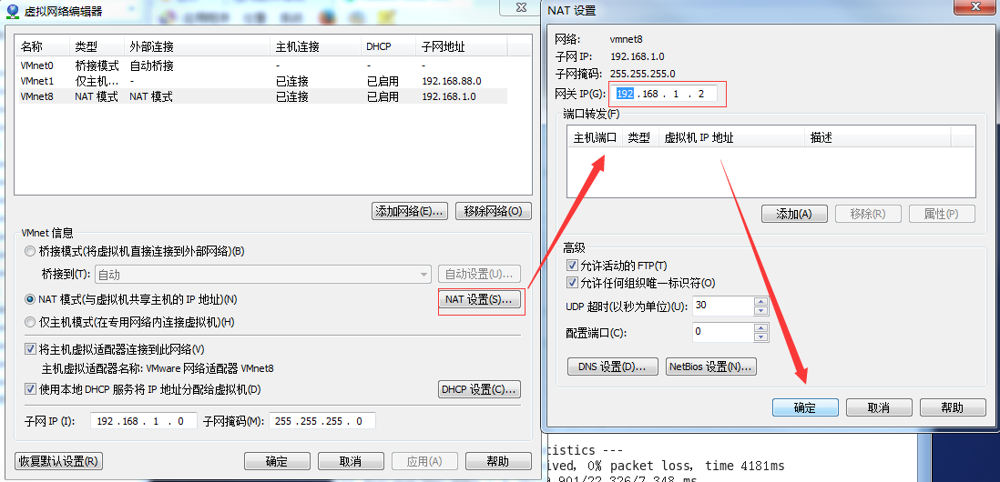 虚拟网络编辑器
名称 类型 外部连接 主机连接 DHCP 子网地址
VMnet0 桥接模式 自动桥接 - - -
VMnet1 仅主机... - 已连接 已启用 192.168.88.0
VMnet8 NAT 模式 NAT 模式 已连接 已启用 192.168.1.0
添加网络(E)... 移除网络(O)
VMnet 信息
桥接模式(将虚拟机直接连接到外部网络)(B)
桥接到(T): 自动 自动设置(U)...
NAT 模式(与虚拟机共享主机的 IP 地址)(N) NAT 设置(S)...
仅主机模式(在专用网络内连接虚拟机)(H)
将主机虚拟适配器连接到此网络(V)
主机虚拟适配器名称: VMware 网络适配器 VMnet8
使用本地 DHCP 服务将 IP 地址分配给虚拟机(D) DHCP 设置(C)...
子网 IP (I): 192 .168 . 1 . 0 子网掩码(M): 255 .255 .255 . 0
恢复默认设置(R) 确定 取消 应用(A) 帮助
NAT 设置
网络: vmnet8
子网 IP: 192.168.1.0
子网掩码: 255.255.255.0
网关 IP(G): 192 .168 . 1 . 2
端口转发(F)
主机端口 类型 虚拟机 IP 地址 描述
添加(A) 移除(R) 属性(P)
高级
允许活动的 FTP(T)
允许任何组织唯一标识符(O)
UDP 超时(以秒为单位)(U): 30
配置端口(C): 0
DNS 设置(D)... NetBios 设置(N)...
确定 取消 帮助
tistics ---
ived, 0% packet loss, time 4181ms